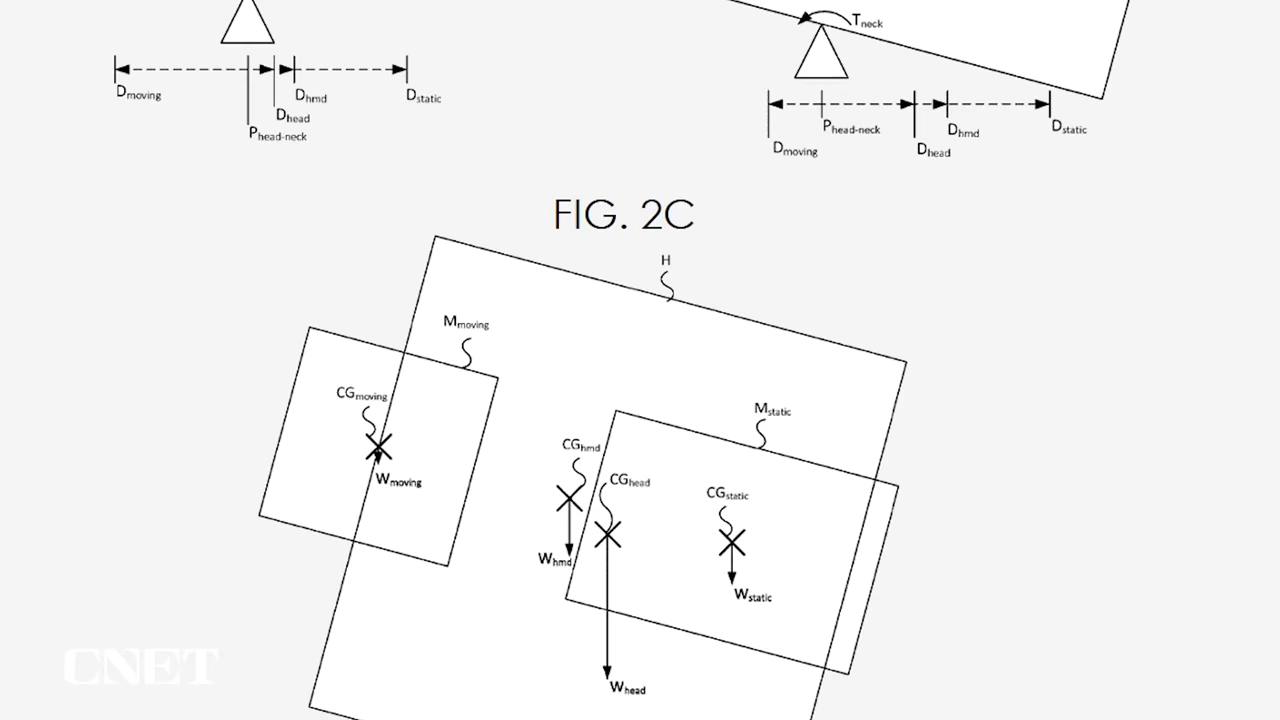 Tneck
Dmoving
Dhmd
Dstatic
Dhead
Phead-neck
Phead-neck
Dhmd
Dstatic
Dmoving
Dhead
FIG. 2C
H
Mmoving
CGmoving
Wmoving
Mstatic
CGhmd
CGhead
CGstatic
Whmd
Wstatic
Whead
CNET